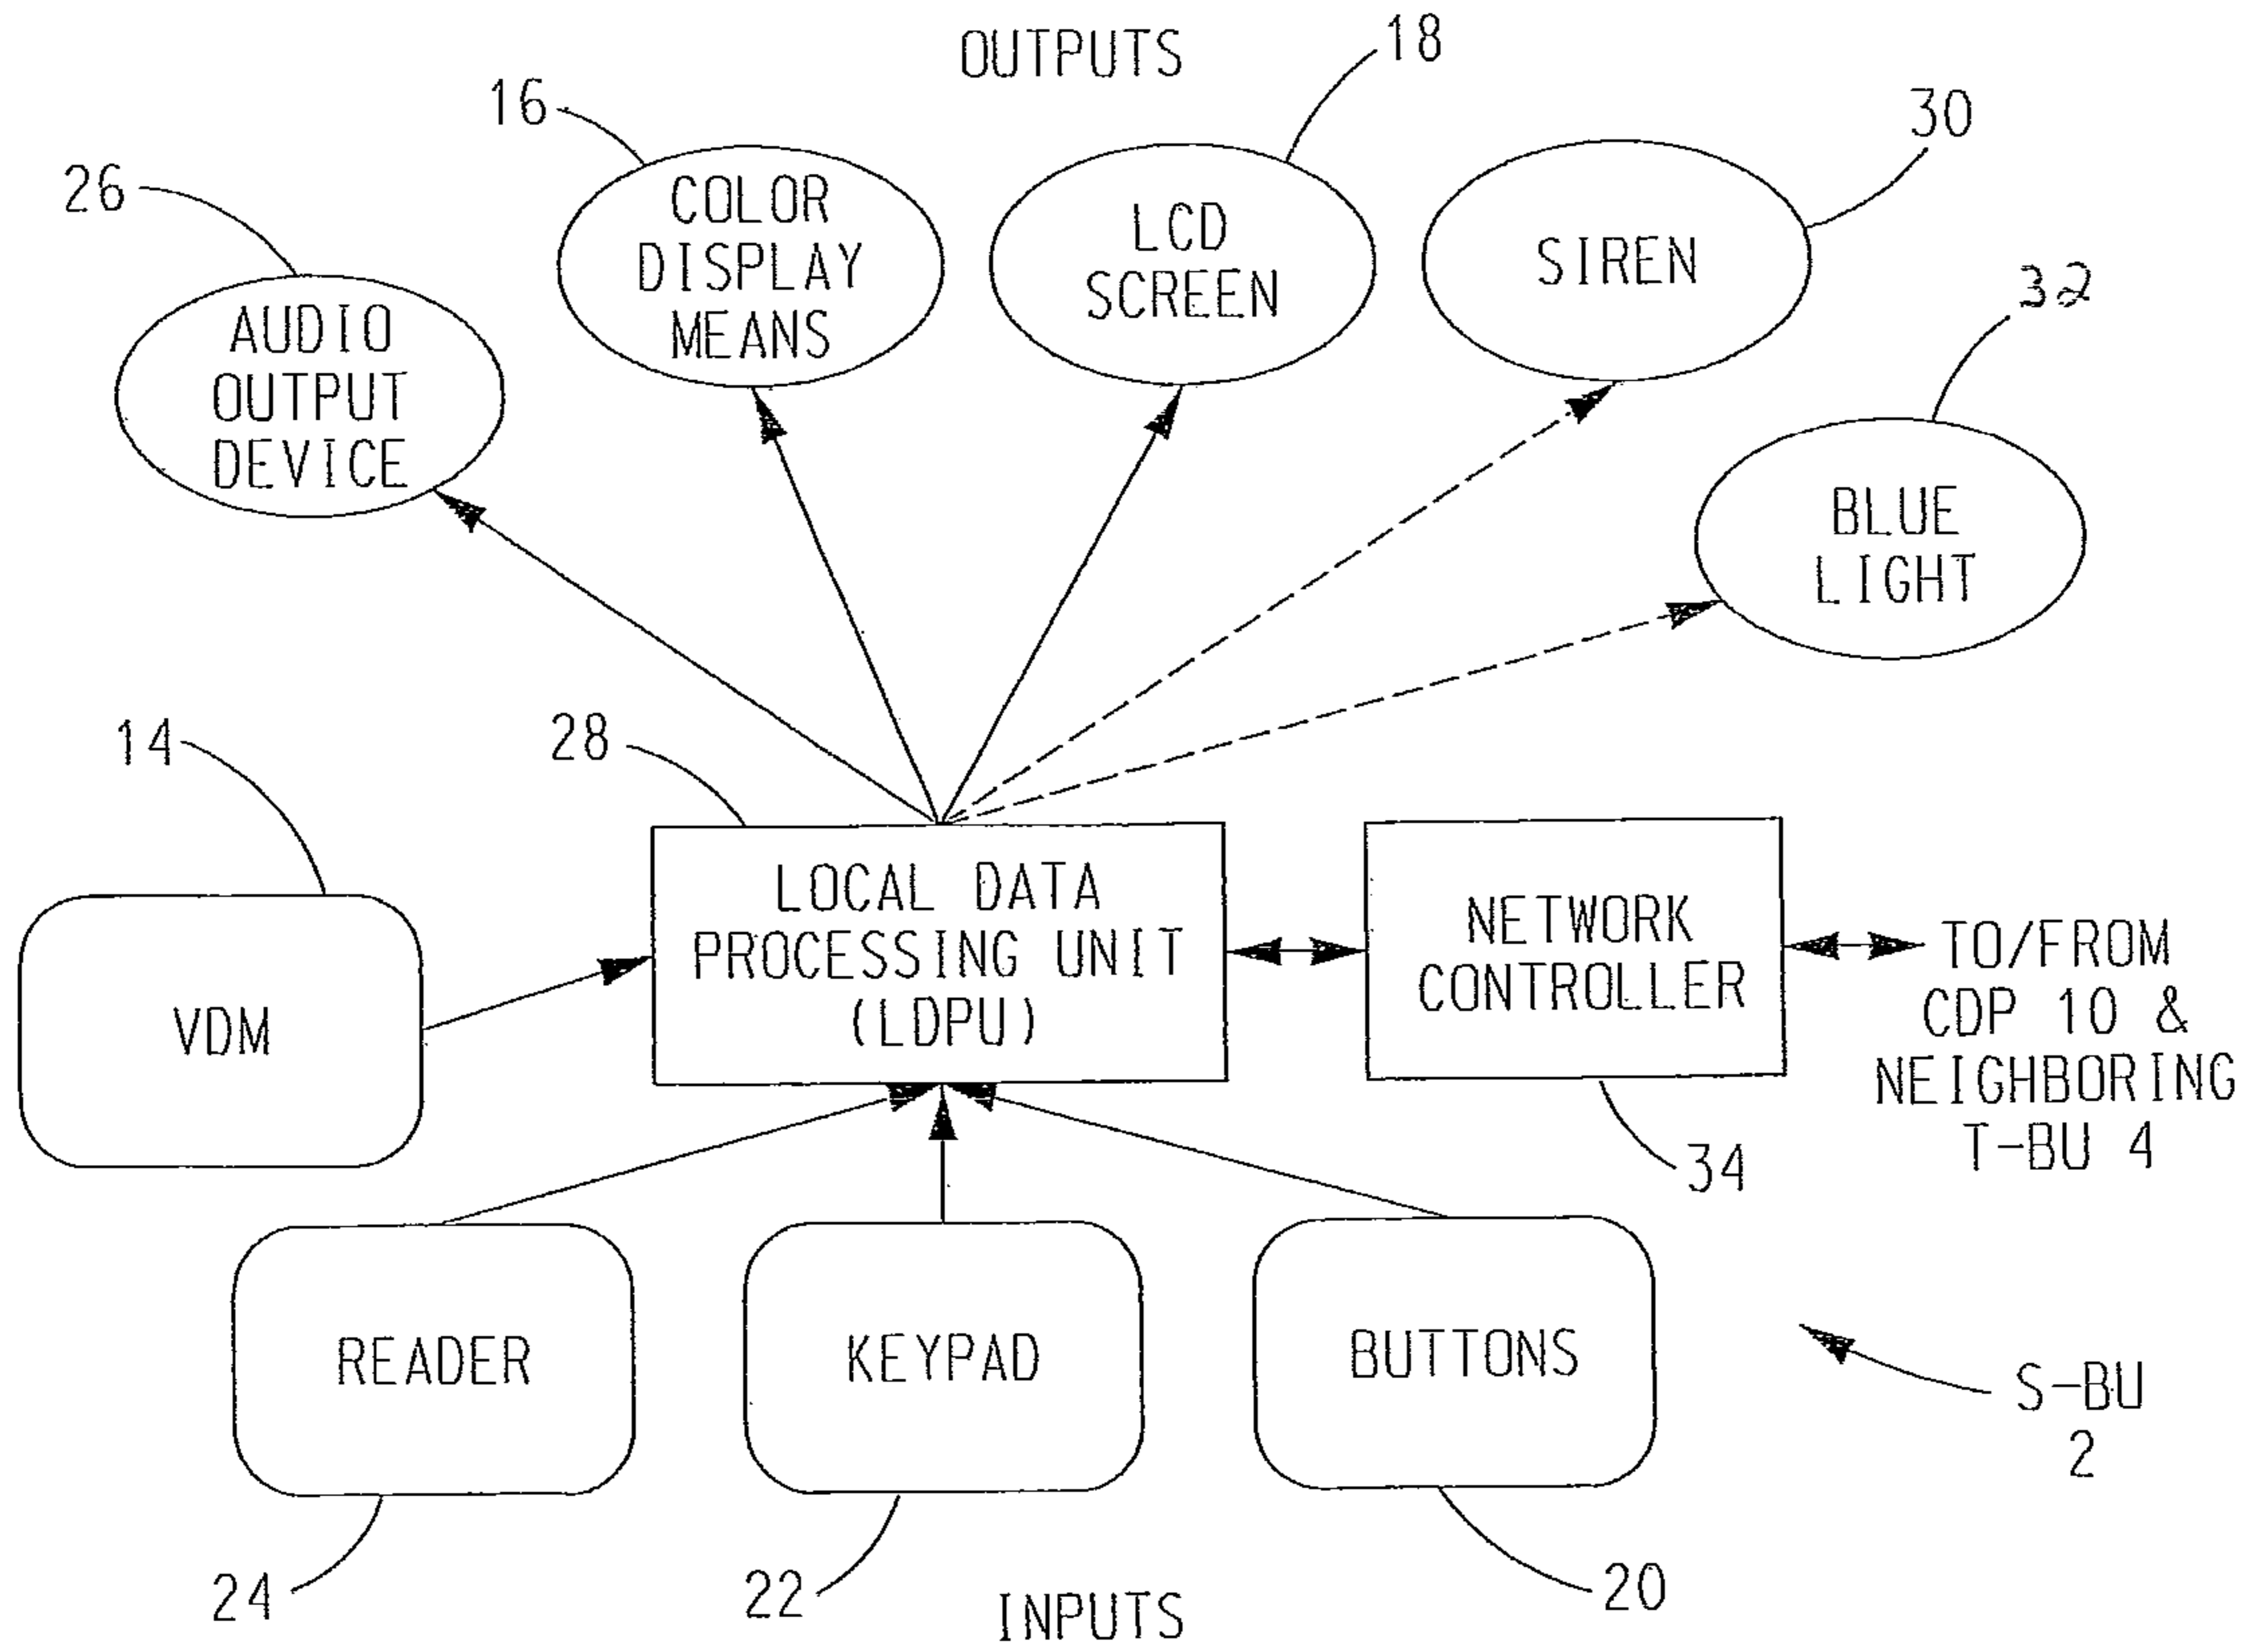 OUTPUTS
18
16
30
26
COLOR
DISPLAY
MEANS
LCD
SCREEN
SIREN
32
AUDIO
OUTPUT
DEVICE
BLUE
LIGHT
14
28
LOCAL DATA
PROCESSING UNIT
(LDPU)
NETWORK
CONTROLLER
TO/FROM
CDP 10 &
NEIGHBORING
T-BU 4
VDM
34
READER
KEYPAD
BUTTONS
S-BU
2
24
22
20
INPUTS